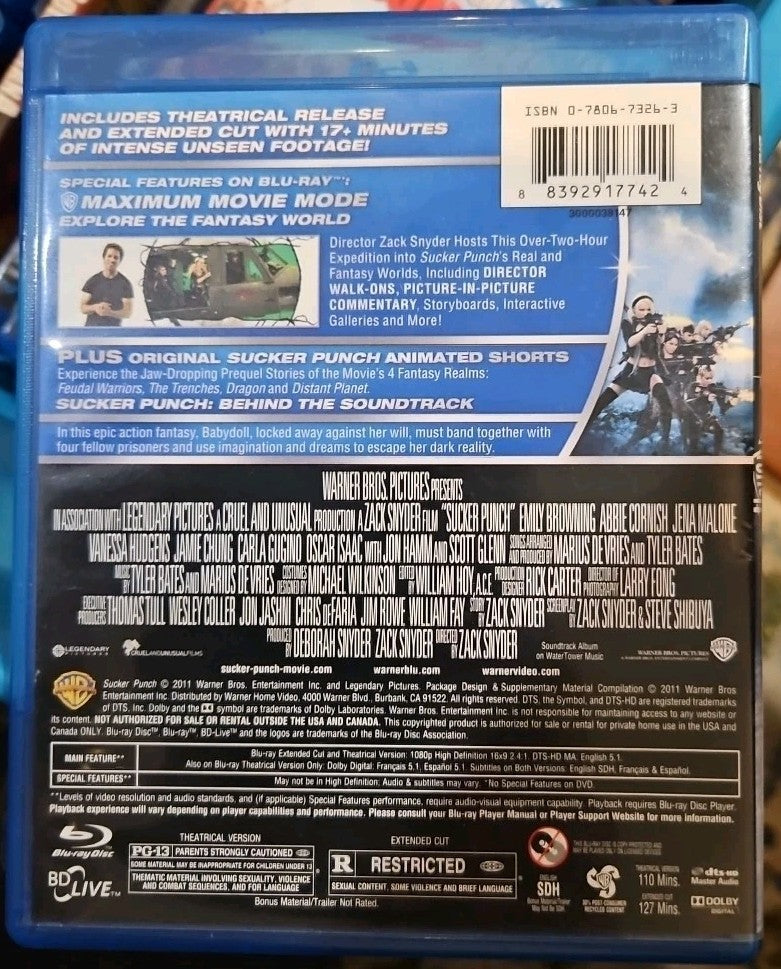 INCLUDES THEATRICAL RELEASE
AND EXTENDED CUT WITH 17+ MINUTES
OF INTENSE UNSEEN FOOTAGE!
ISBN 0-7806-7326-3
8 8392917742 4
3000038147
SPECIAL FEATURES ON BLU-RAY™:
MAXIMUM MOVIE MODE
EXPLORE THE FANTASY WORLD
Director Zack Snyder Hosts This Over-Two-Hour
Expedition into Sucker Punch's Real and
Fantasy Worlds, Including DIRECTOR
WALK-ONS, PICTURE-IN-PICTURE
COMMENTARY, Storyboards, Interactive
Galleries and More!
PLUS ORIGINAL SUCKER PUNCH ANIMATED SHORTS
Experience the Jaw-Dropping Prequel Stories of the Movie's 4 Fantasy Realms:
Feudal Warriors, The Trenches, Dragon and Distant Planet.
SUCKER PUNCH: BEHIND THE SOUNDTRACK
In this epic action fantasy, Babydoll, locked away against her will, must band together with
four fellow prisoners and use imagination and dreams to escape her dark reality.
WARNER BROS. PICTURES PRESENTS
IN ASSOCIATION WITH LEGENDARY PICTURES A CRUEL AND UNUSUAL PRODUCTION A ZACK SNYDER FILM "SUCKER PUNCH" EMILY BROWNING ABBIE CORNISH JENA MALONE
VANESSA HUDGENS JAMIE CHUNG CARLA GUGINO OSCAR ISAAC WITH JON HAMM AND SCOTT GLENN SONGS ARRANGED AND PRODUCED BY MARIUS DE VRIES AND TYLER BATES
MUSIC BY TYLER BATES AND MARIUS DE VRIES COSTUMES DESIGNED BY MICHAEL WILKINSON EDITED BY WILLIAM HOY, A.C.E. PRODUCTION DESIGNER RICK CARTER DIRECTOR OF PHOTOGRAPHY LARRY FONG
EXECUTIVE PRODUCERS THOMAS TULL WESLEY COLLER JON JASHNI CHRIS deFARIA JIM ROWE WILLIAM FAY STORY BY ZACK SNYDER SCREENPLAY BY ZACK SNYDER & STEVE SHIBUYA
PRODUCED BY DEBORAH SNYDER ZACK SNYDER DIRECTED BY ZACK SNYDER
LEGENDARY PICTURES
CRUELANDUNUSUALFILMS
Soundtrack Album
on WaterTower Music
WARNER BROS. PICTURES
sucker-punch-movie.com warnerblu.com warnervideo.com
Sucker Punch © 2011 Warner Bros. Entertainment Inc. and Legendary Pictures. Package Design & Supplementary Material Compilation © 2011 Warner Bros
Entertainment Inc. Distributed by Warner Home Video, 4000 Warner Blvd., Burbank, CA 91522. All rights reserved. DTS, the Symbol, and DTS-HD are registered trademarks
of DTS, Inc. Dolby and the symbol are trademarks of Dolby Laboratories. Warner Bros. Entertainment Inc. is not responsible for maintaining access to any website or
its content. NOT AUTHORIZED FOR SALE OR RENTAL OUTSIDE THE USA AND CANADA. This copyrighted product is authorized for sale or rental for private home use in the USA and
Canada ONLY. Blu-ray Disc™, Blu-ray™, BD-Live™ and the logos are trademarks of the Blu-ray Disc Association.
MAIN FEATURE**
Blu-ray Extended Cut and Theatrical Version: 1080p High Definition 16x9 2.4:1, DTS-HD MA: English 5.1.
Also on Blu-ray Theatrical Version Only: Dolby Digital: Français 5.1, Español 5.1. Subtitles on Both Versions: English SDH, Français & Español.
SPECIAL FEATURES**
May not be in High Definition; Audio & subtitles may vary. *No Special Features on DVD.
**Levels of video resolution and audio standards, and (if applicable) Special Features performance, require audio-visual equipment capability. Playback requires Blu-ray Disc Player.
Playback experience will vary depending on player capabilities and performance. Please consult your Blu-ray Player Manual or Player Support Website for more information.
Blu-ray Disc
BD LIVE™
THEATRICAL VERSION
PG-13 PARENTS STRONGLY CAUTIONED
SOME MATERIAL MAY BE INAPPROPRIATE FOR CHILDREN UNDER 13
THEMATIC MATERIAL INVOLVING SEXUALITY, VIOLENCE
AND COMBAT SEQUENCES, AND FOR LANGUAGE
EXTENDED CUT
R RESTRICTED
SEXUAL CONTENT, SOME VIOLENCE AND BRIEF LANGUAGE
Bonus Material/Trailer Not Rated.
ENGLISH
SDH
Bonus Material/Trailer
May Not Be SDH
80% POST-CONSUMER
RECYCLED CONTENT
THEATRICAL VERSION
110 Mins.
EXTENDED CUT
127 Mins.
dts-HD
Master Audio
DOLBY
DIGITAL